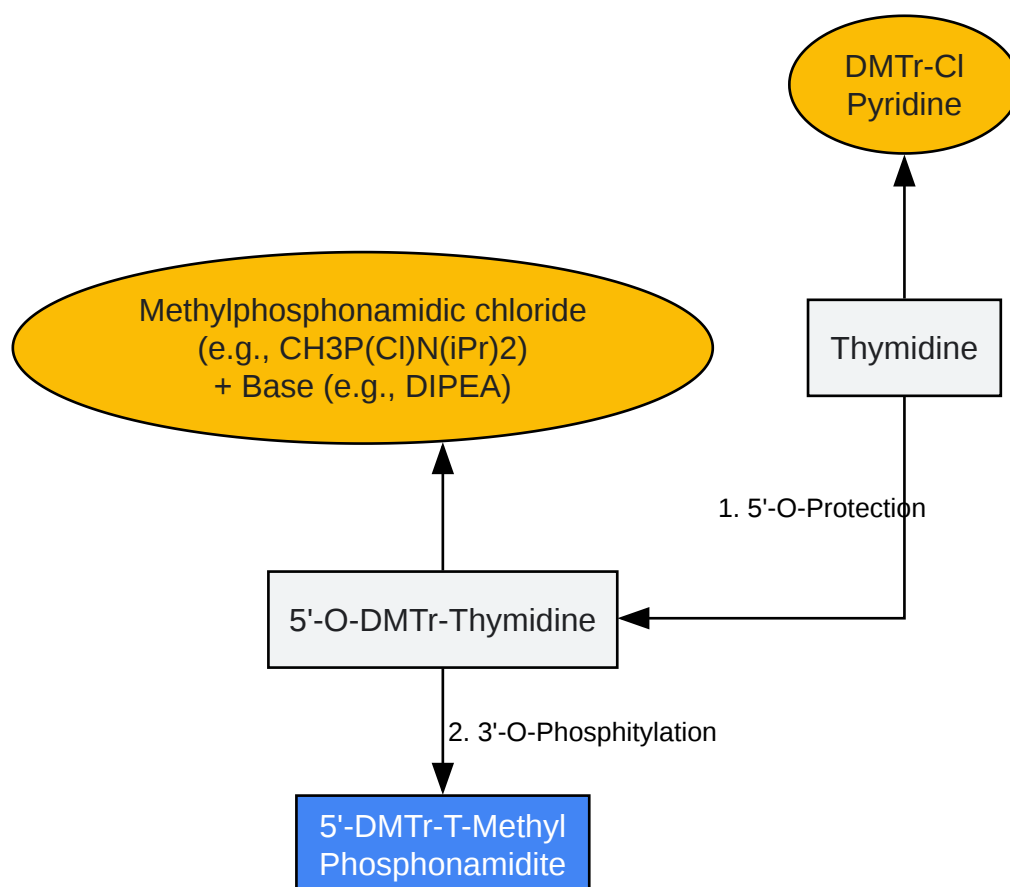 DMTr-Cl
Pyridine
Methylphosphonamidic chloride
(e.g., CH3P(Cl)N(iPr)2)
+ Base (e.g., DIPEA)
Thymidine
1. 5'-O-Protection
5'-O-DMTr-Thymidine
2. 3'-O-Phosphitylation
5'-DMTr-T-Methyl
Phosphonamidite